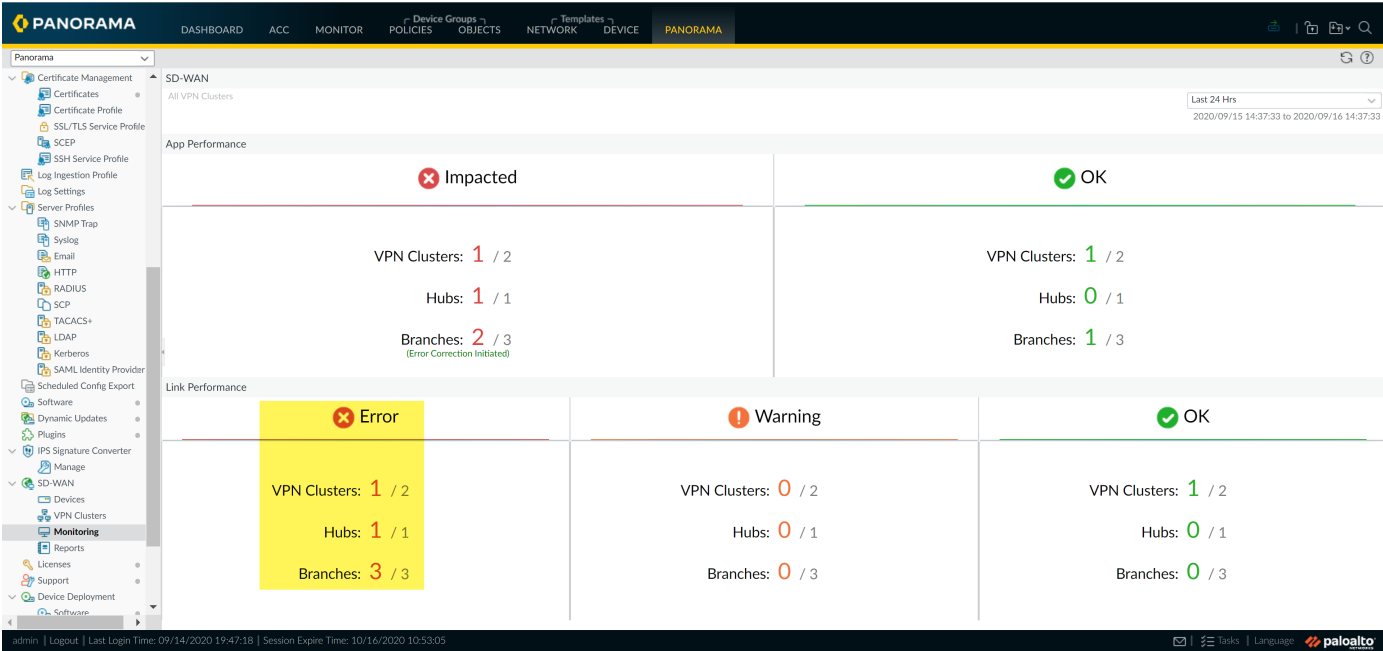 PANORAMA
DASHBOARD ACC MONITOR Device Groups POLICIES OBJECTS Templates NETWORK DEVICE PANORAMA
Panorama
Certificate Management
Certificates
Certificate Profile
SSL/TLS Service Profile
SCEP
SSH Service Profile
Log Ingestion Profile
Log Settings
Server Profiles
SNMP Trap
Syslog
Email
HTTP
RADIUS
SCP
TACACS+
LDAP
Kerberos
SAML Identity Provider
Scheduled Config Export
Software
Dynamic Updates
Plugins
IPS Signature Converter
Manage
SD-WAN
Devices
VPN Clusters
Monitoring
Reports
Licenses
Support
Device Deployment
Software
SD-WAN
All VPN Clusters
Last 24 Hrs
2020/09/15 14:37:33 to 2020/09/16 14:37:33
App Performance
Impacted
VPN Clusters: 1 / 2
Hubs: 1 / 1
Branches: 2 / 3
(Error Correction Initiated)
OK
VPN Clusters: 1 / 2
Hubs: 0 / 1
Branches: 1 / 3
Link Performance
Error
VPN Clusters: 1 / 2
Hubs: 1 / 1
Branches: 3 / 3
Warning
VPN Clusters: 0 / 2
Hubs: 0 / 1
Branches: 0 / 3
OK
VPN Clusters: 1 / 2
Hubs: 0 / 1
Branches: 0 / 3
admin | Logout | Last Login Time: 09/14/2020 19:47:18 | Session Expire Time: 10/16/2020 10:53:05
Tasks | Language paloalto NETWORKS